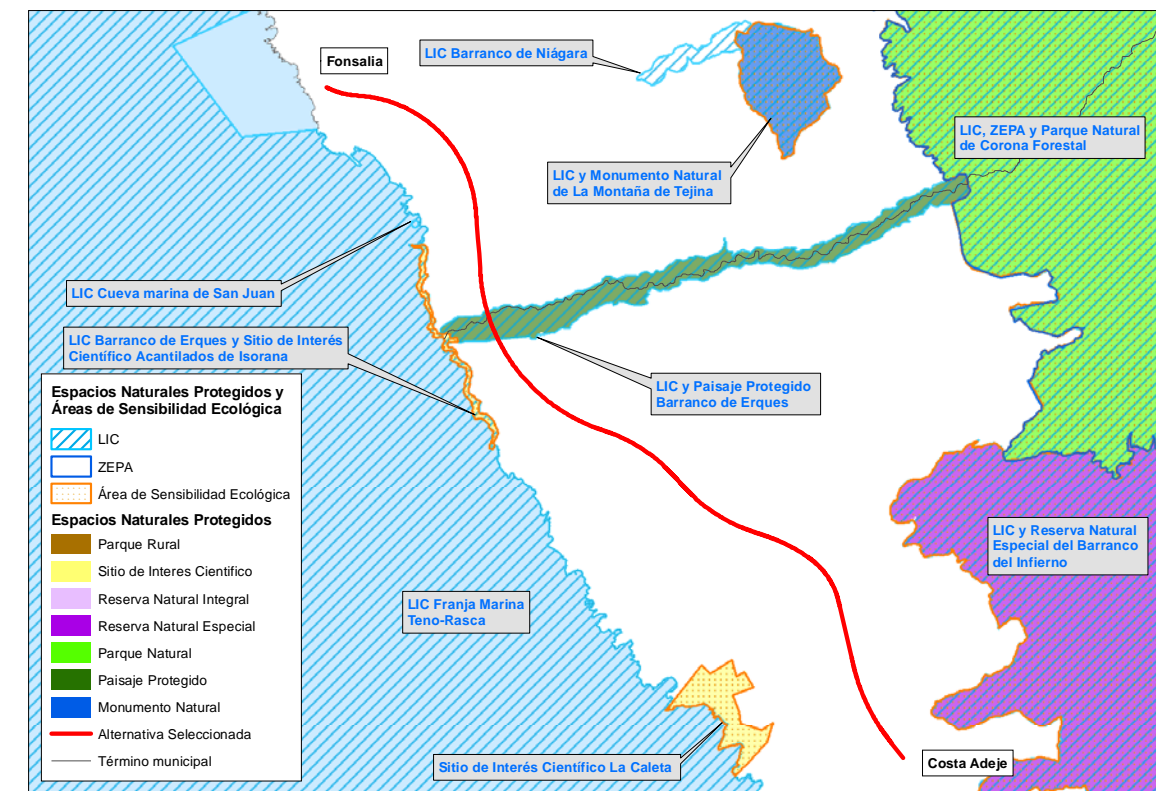 Fonsalia
LIC Barranco de Niágara
LIC, ZEPA y Parque Natural
de Corona Forestal
LIC y Monumento Natural
de La Montaña de Tejina
LIC Cueva marina de San Juan
LIC Barranco de Erques y Sitio de Interés
Científico Acantilados de Isorana
LIC y Paisaje Protegido
Barranco de Erques
Espacios Naturales Protegidos y
Áreas de Sensibilidad Ecológica
LIC
ZEPA
Área de Sensibilidad Ecológica
Espacios Naturales Protegidos
Parque Rural
Sitio de Interes Cientifico
Reserva Natural Integral
Reserva Natural Especial
Parque Natural
Paisaje Protegido
Monumento Natural
Alternativa Seleccionada
Término municipal
LIC y Reserva Natural
Especial del Barranco
del Infierno
LIC Franja Marina
Teno-Rasca
Sitio de Interés Científico La Caleta
Costa Adeje